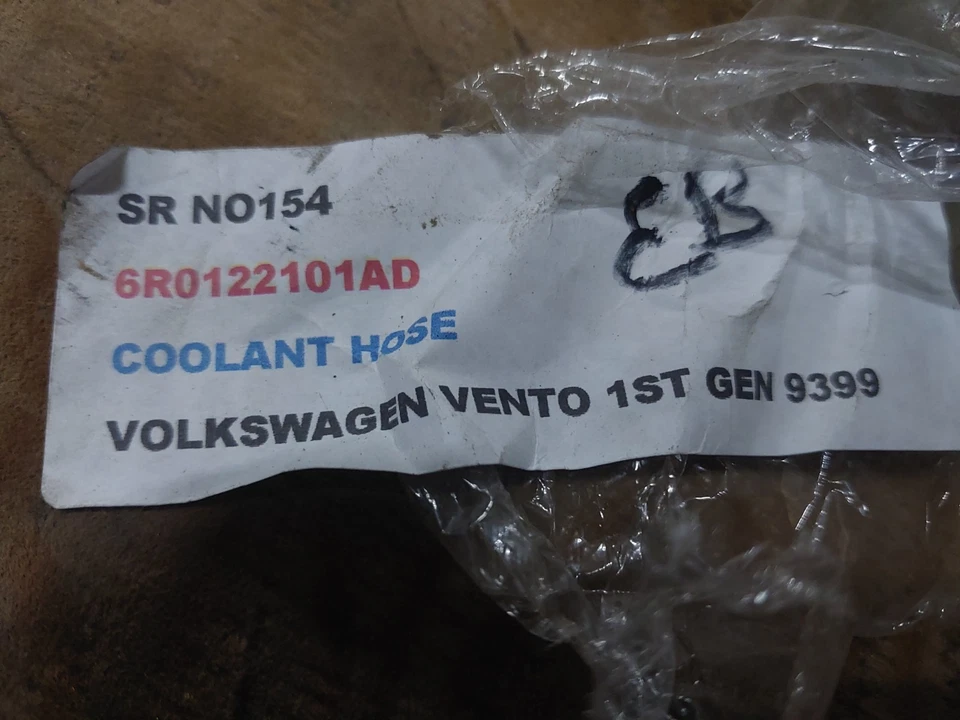 SR NO154
EB
6R0122101AD
COOLANT HOSE
VOLKSWAGEN VENTO 1ST GEN 9399